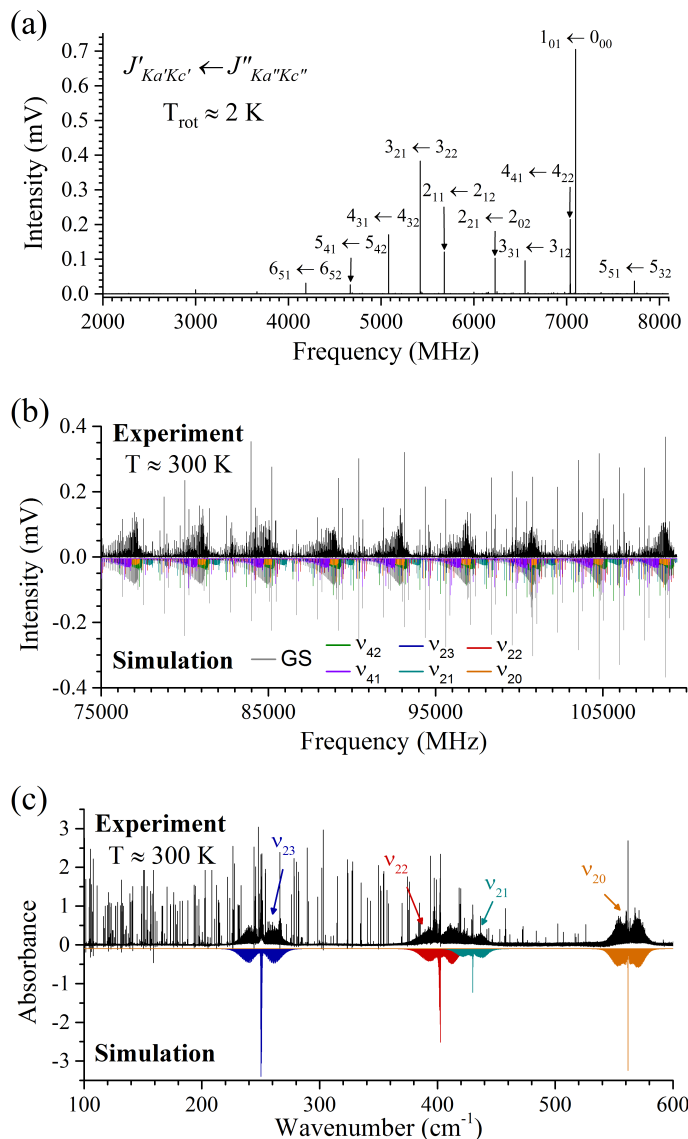 (a)
J′Ka′Kc′ ← J″Ka″Kc″
Trot ≈ 2 K
1₀₁ ← 0₀₀
3₂₁ ← 3₂₂
4₄₁ ← 4₂₂
2₁₁ ← 2₁₂
4₃₁ ← 4₃₂
2₂₁ ← 2₀₂
5₄₁ ← 5₄₂
3₃₁ ← 3₁₂
6₅₁ ← 6₅₂
5₅₁ ← 5₃₂
Intensity (mV)
0.7
0.6
0.5
0.4
0.3
0.2
0.1
0.0
2000 3000 4000 5000 6000 7000 8000
Frequency (MHz)
(b)
Experiment
T ≈ 300 K
Intensity (mV)
0.4
0.2
0.0
-0.2
-0.4
Simulation
GS ν₄₂ ν₂₃ ν₂₂
ν₄₁ ν₂₁ ν₂₀
75000 85000 95000 105000
Frequency (MHz)
(c)
Experiment
T ≈ 300 K
ν₂₃
ν₂₂
ν₂₁
ν₂₀
Absorbance
3
2
1
0
-1
-2
-3
Simulation
100 200 300 400 500 600
Wavenumber (cm⁻¹)